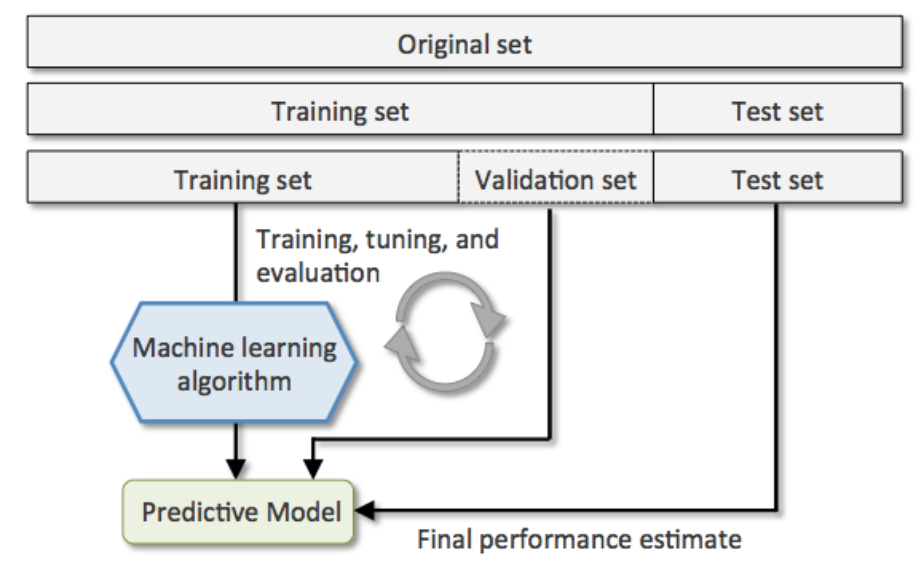 Original set
Training set
Test set
Training set
Validation set
Test set
Training, tuning, and
evaluation
Machine learning
algorithm
Predictive Model
Final performance estimate